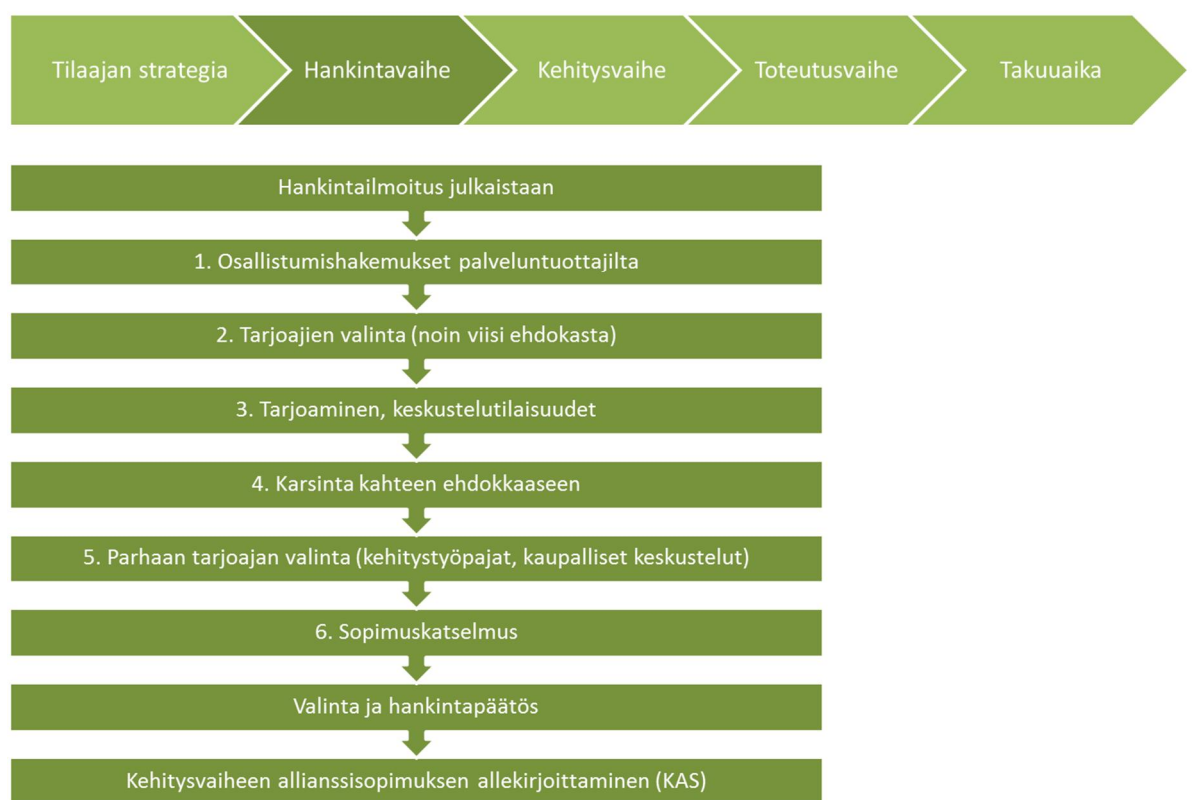 Tilaajan strategia
Hankintavaihe
Kehitysvaihe
Toteutusvaihe
Takuuaika
Hankintailmoitus julkaistaan
1. Osallistumishakemukset palveluntuottajilta
2. Tarjoajien valinta (noin viisi ehdokasta)
3. Tarjoaminen, keskustelutilaisuudet
4. Karsinta kahteen ehdokkaaseen
5. Parhaan tarjoajan valinta (kehitystyöpajat, kaupalliset keskustelut)
6. Sopimuskatselmus
Valinta ja hankintapäätös
Kehitysvaiheen allianssisopimuksen allekirjoittaminen (KAS)